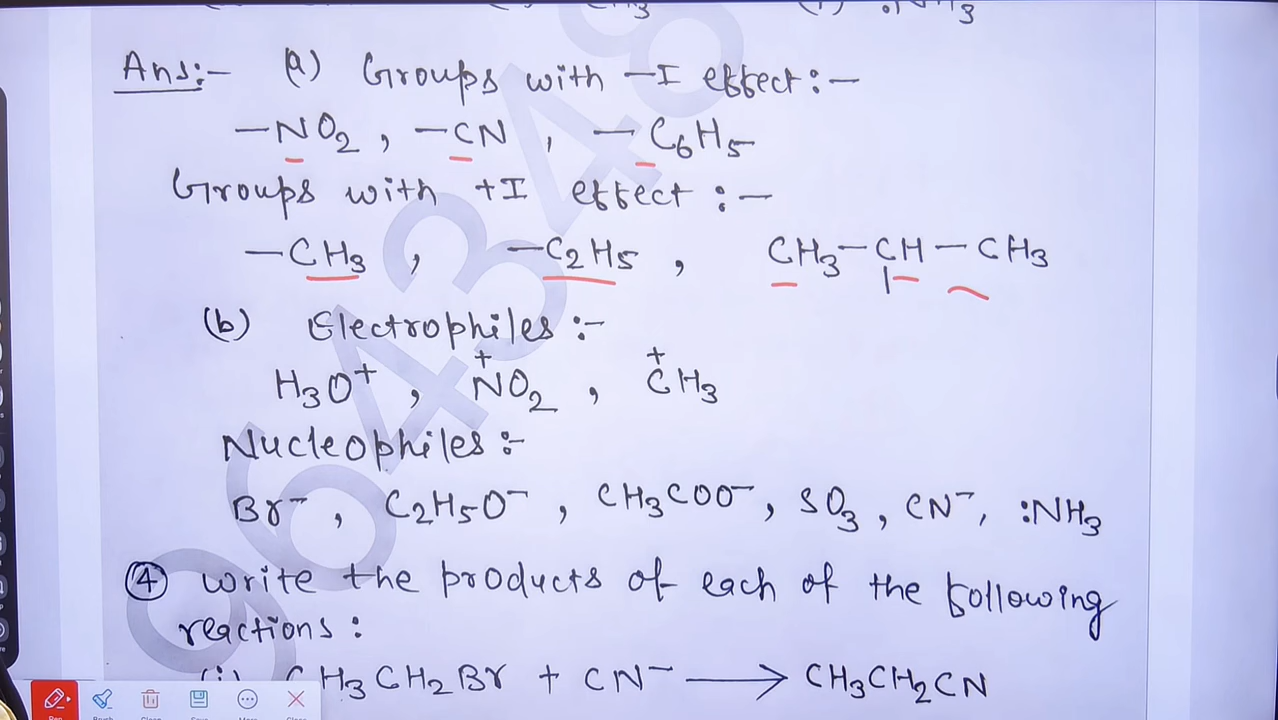 Ans:- (a) Groups with -I effect:-
-NO2, -CN, -C6H5
Groups with +I effect:-
-CH3, -C2H5, CH3-CH-CH3
|
(b) Electrophiles:-
H3O+, +NO2, +CH3
Nucleophiles:-
Br-, C2H5O-, CH3COO-, SO3, CN-, :NH3
④ Write the products of each of the following
reactions:
(i) CH3CH2Br + CN- → CH3CH2CN
964348